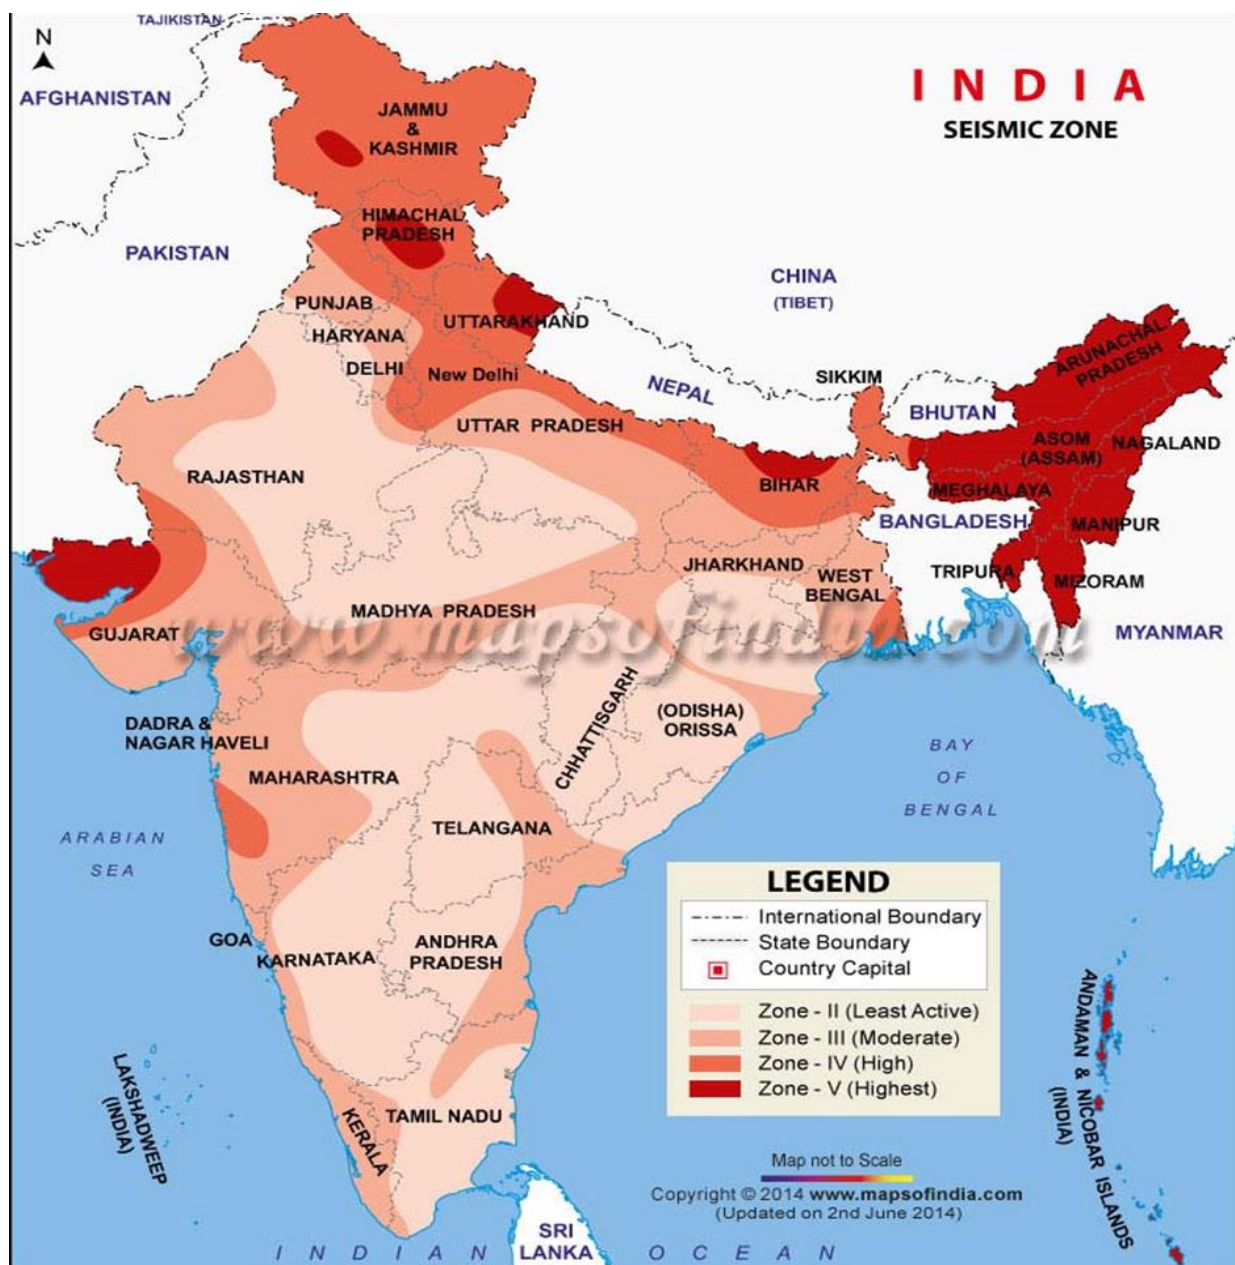 TAJIKISTAN
N
AFGHANISTAN
I N D I A
SEISMIC ZONE
JAMMU
&
KASHMIR
HIMACHAL
PRADESH
PAKISTAN
CHINA
(TIBET)
PUNJAB
UTTARAKHAND
HARYANA
DELHI
New Delhi
NEPAL
SIKKIM
BHUTAN
ARUNACHAL
PRADESH
UTTAR PRADESH
ASOM
(ASSAM)
NAGALAND
RAJASTHAN
BIHAR
MEGHALAYA
BANGLADESH
MANIPUR
JHARKHAND
WEST
BENGAL
TRIPURA
MIZORAM
MADHYA PRADESH
GUJARAT
www.mapsofindia.com
MYANMAR
DADRA &
NAGAR HAVELI
CHHATTISGARH
(ODISHA)
ORISSA
BAY
OF
BENGAL
MAHARASHTRA
TELANGANA
ARABIAN
SEA
GOA
KARNATAKA
ANDHRA
PRADESH
LEGEND
International Boundary
State Boundary
Country Capital
Zone - II (Least Active)
Zone - III (Moderate)
Zone - IV (High)
Zone - V (Highest)
ANDAMAN & NICOBAR ISLANDS
(INDIA)
LAKSHADWEEP
(INDIA)
KERALA
TAMIL NADU
Map not to Scale
Copyright © 2014 www.mapsofindia.com
(Updated on 2nd June 2014)
SRI
LANKA
I N D I A N O C E A N